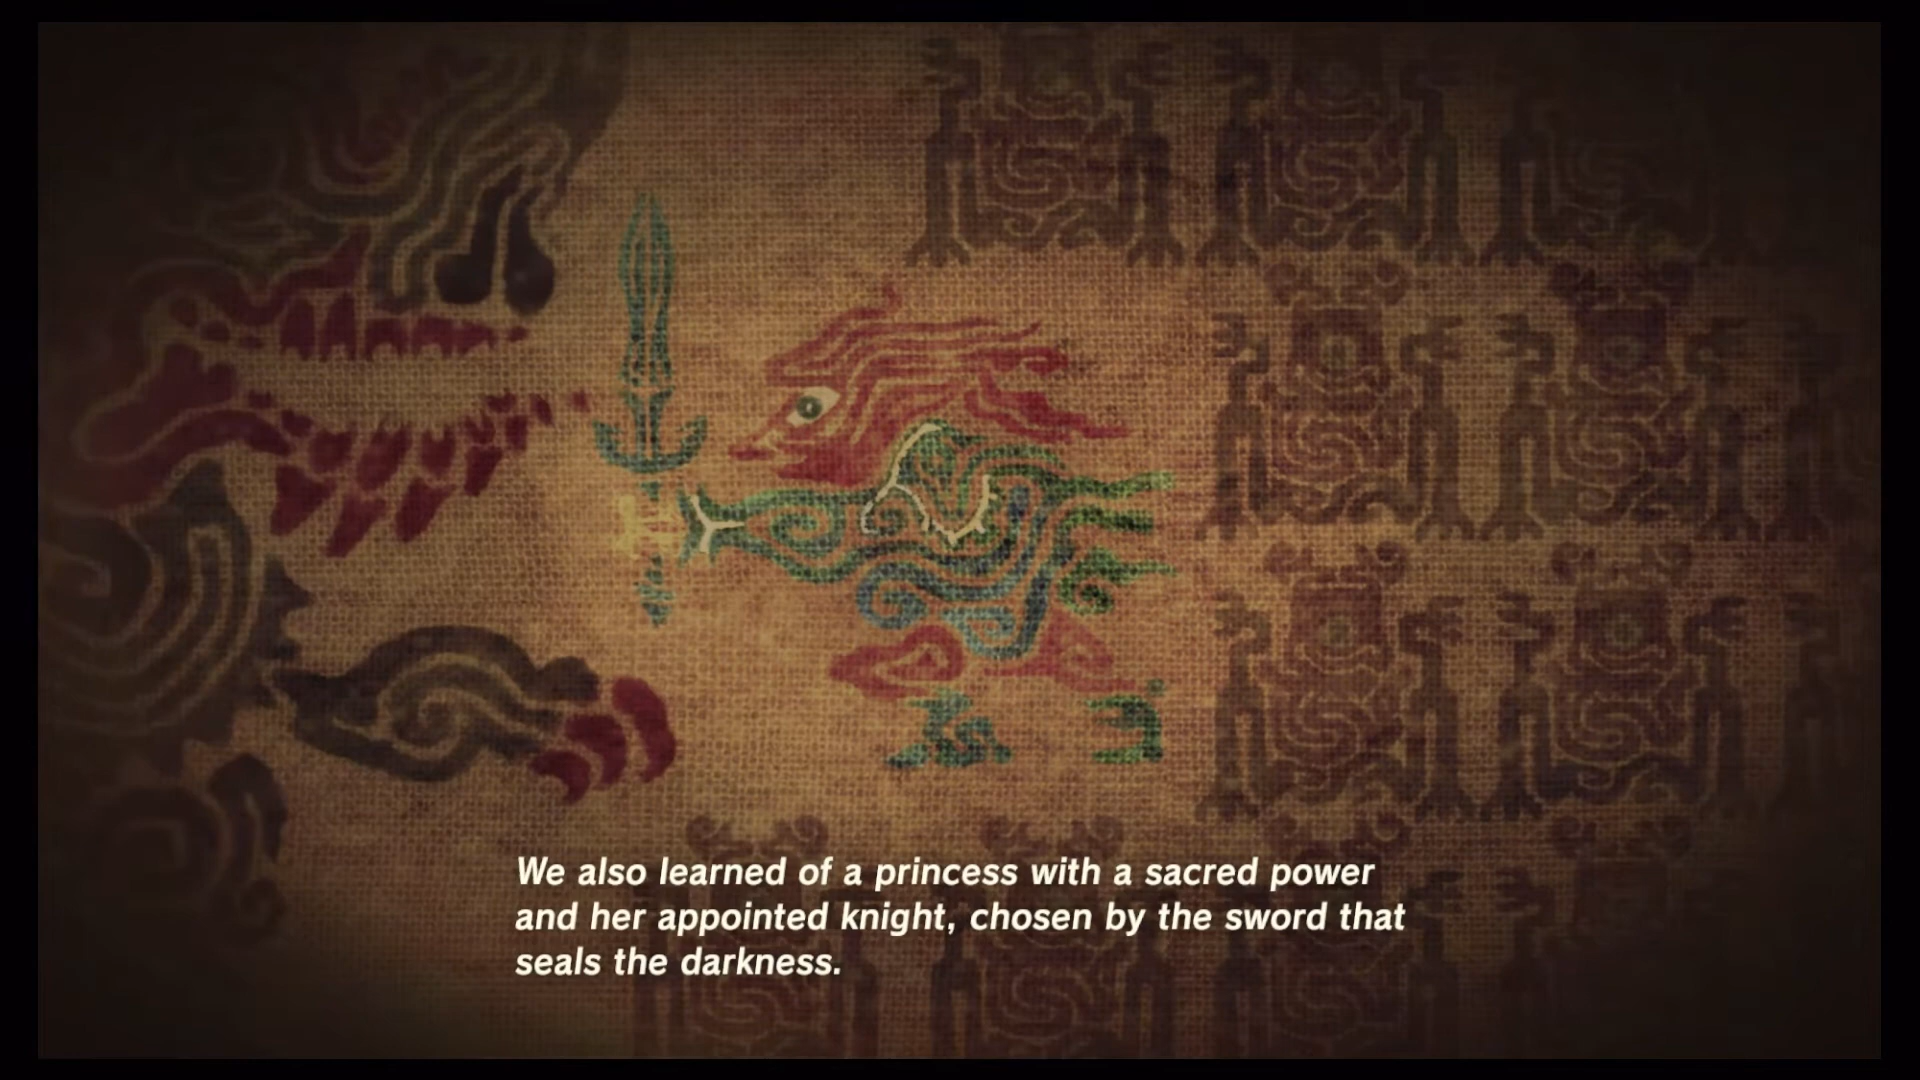 We also learned of a princess with a sacred power
and her appointed knight, chosen by the sword that
seals the darkness.